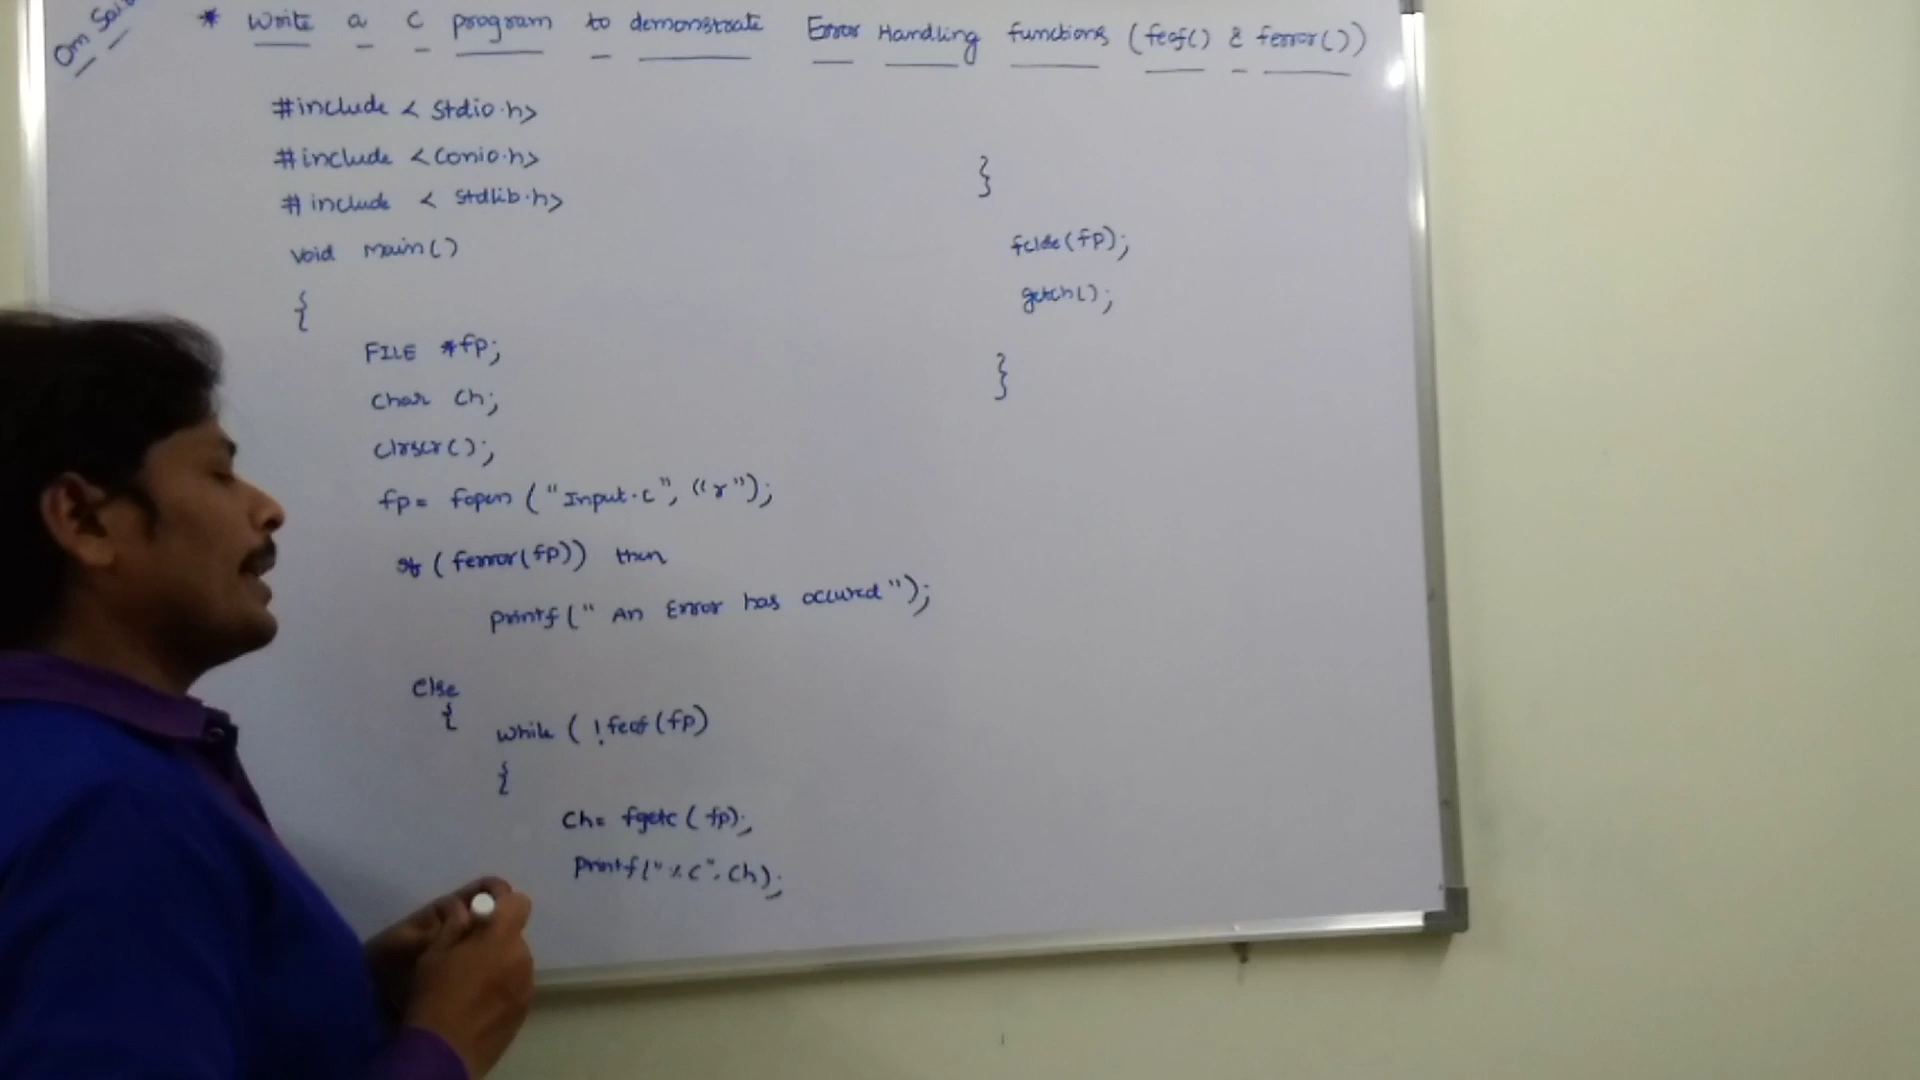 Om Sai
* Write a C program to demonstrate Error Handling functions (feof() & ferror())
#include < stdio.h>
#include <conio.h>
#include < stdlib.h>
void main()
{
FILE *fp;
char ch;
clrscr();
fp= fopen ("Input.c", "r");
if (ferror(fp)) then
printf(" An Error has occured");
else
{
while ( !feof(fp)
{
ch= fgetc ( fp);
printf("%c", ch);
}
fclose(fp);
getch();
}